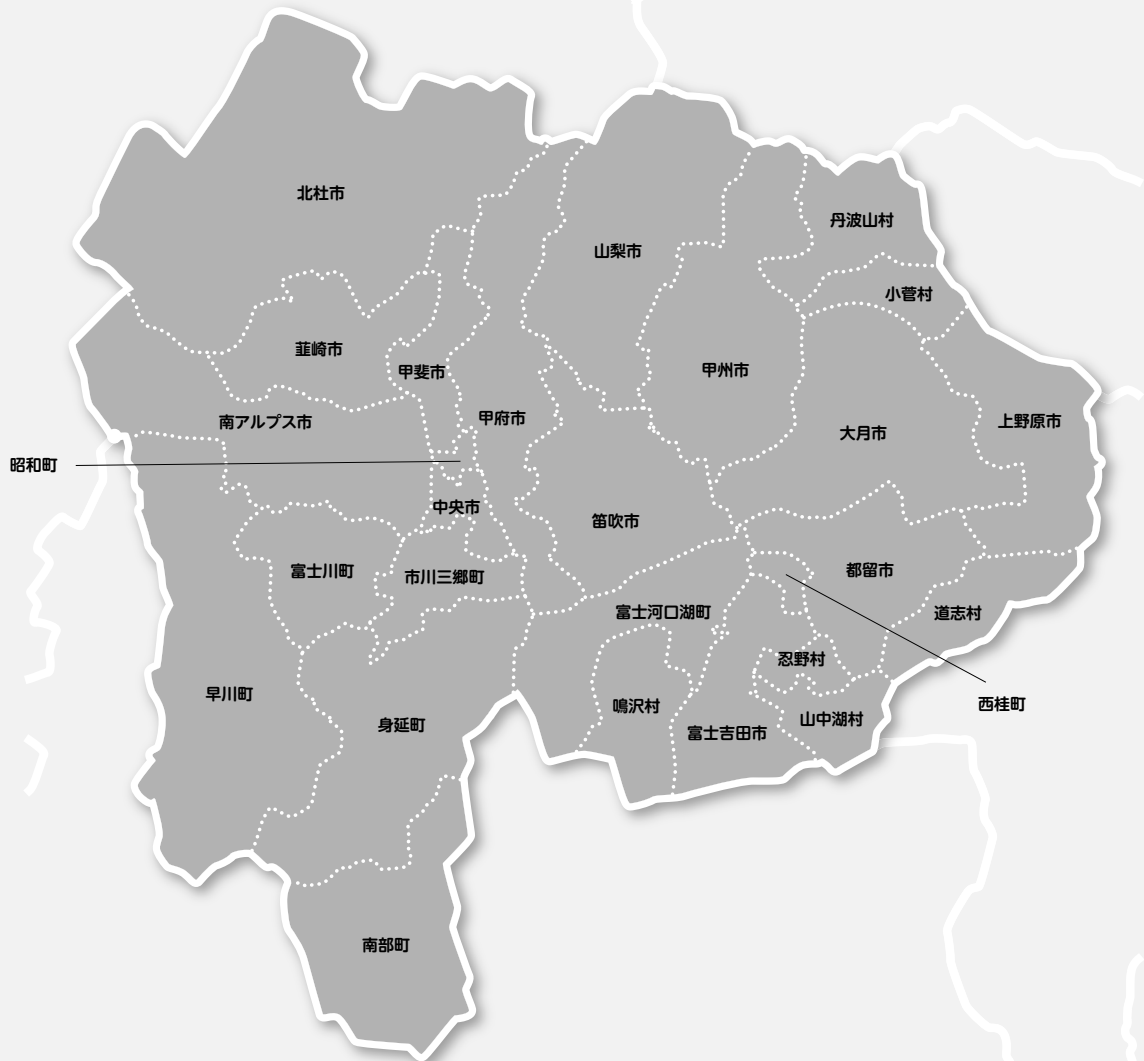 北杜市
丹波山村
山梨市
小菅村
韮崎市
甲斐市
甲州市
南アルプス市
甲府市
大月市
上野原市
昭和町
中央市
笛吹市
富士川町
市川三郷町
都留市
富士河口湖町
道志村
忍野村
早川町
鳴沢村
西桂町
身延町
富士吉田市
山中湖村
南部町